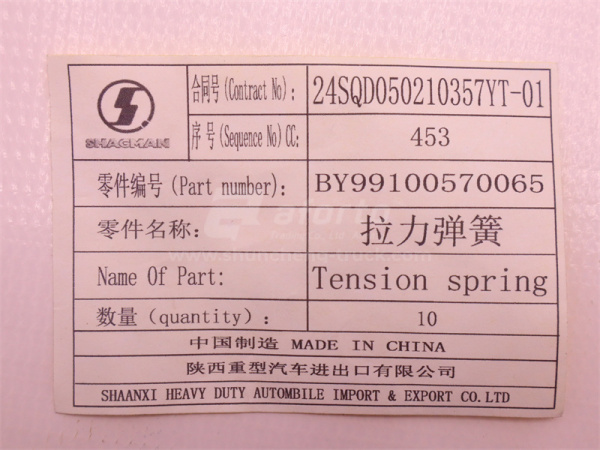 SHACMAN
合同号(Contract No): 24SQD050210357YT-01
序 号(Sequence No)CC: 453
零件编号(Part number): BY99100570065
零件名称: 拉力弹簧
Name Of Part: Tension spring
数量(quantity): 10
中国制造 MADE IN CHINA
陕西重型汽车进出口有限公司
SHAANXI HEAVY DUTY AUTOMBILE IMPORT & EXPORT CO.LTD